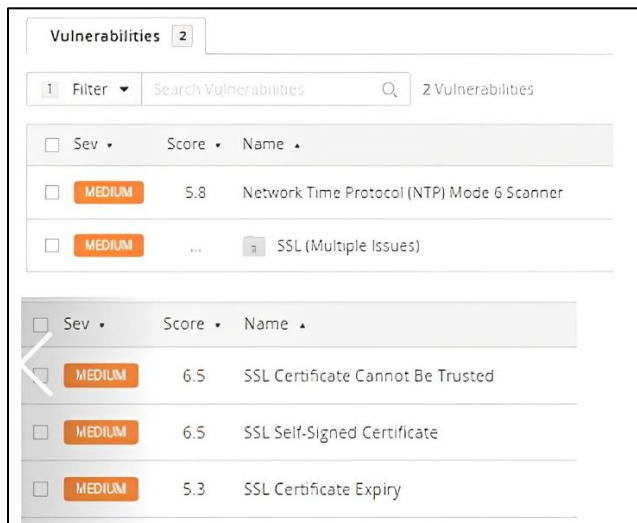 Vulnerabilities 2
1 Filter Search Vulnerabilities 2 Vulnerabilities
Sev Score Name
MEDIUM 5.8 Network Time Protocol (NTP) Mode 6 Scanner
MEDIUM ... SSL (Multiple Issues)
Sev Score Name
MEDIUM 6.5 SSL Certificate Cannot Be Trusted
MEDIUM 6.5 SSL Self-Signed Certificate
MEDIUM 5.3 SSL Certificate Expiry